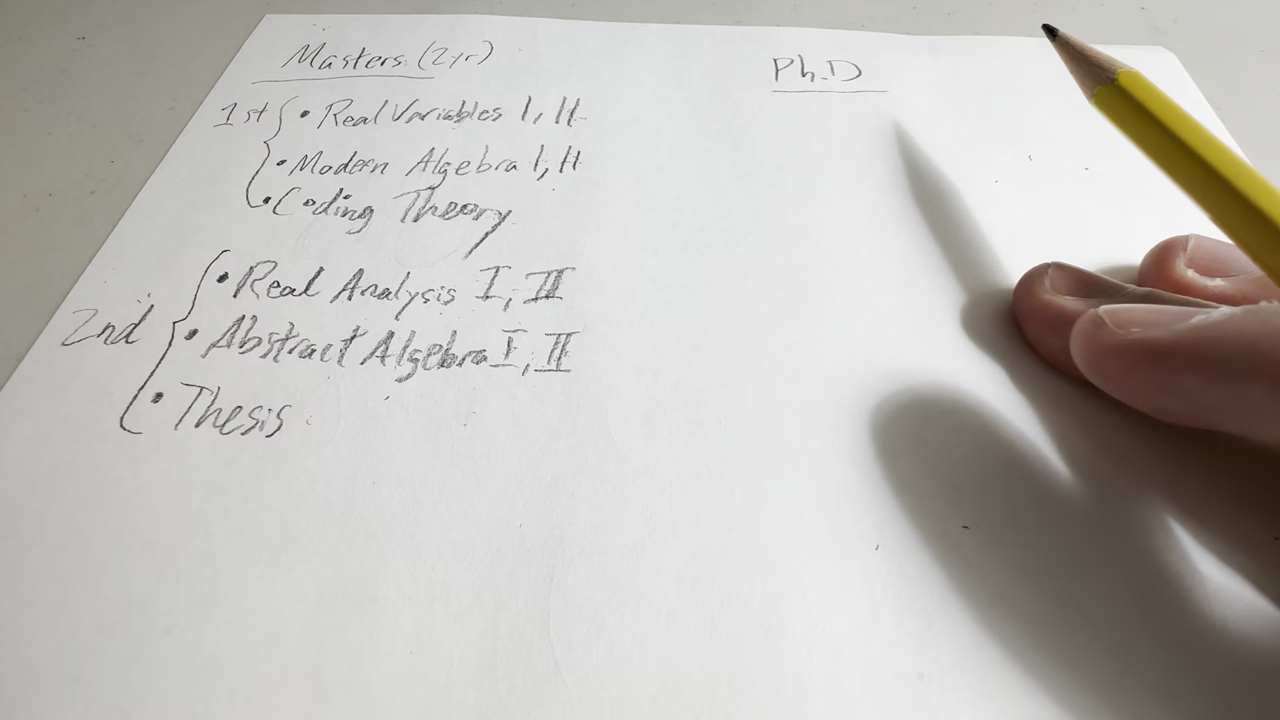 Masters (2yr)
Ph.D
1st
• Real Variables I, II
• Modern Algebra I, II
• Coding Theory
2nd
• Real Analysis I, II
• Abstract Algebra I, II
• Thesis